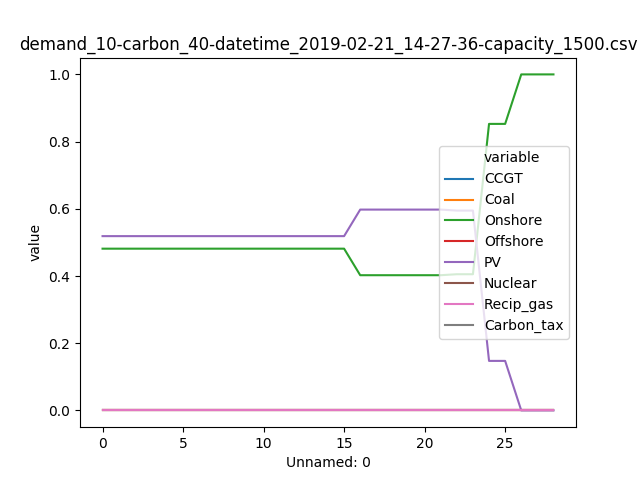 demand_10-carbon_40-datetime_2019-02-21_14-27-36-capacity_1500.csv
1.0
0.8
0.6
0.4
0.2
0.0
value
variable
CCGT
Coal
Onshore
Offshore
PV
Nuclear
Recip_gas
Carbon_tax
0 5 10 15 20 25
Unnamed: 0